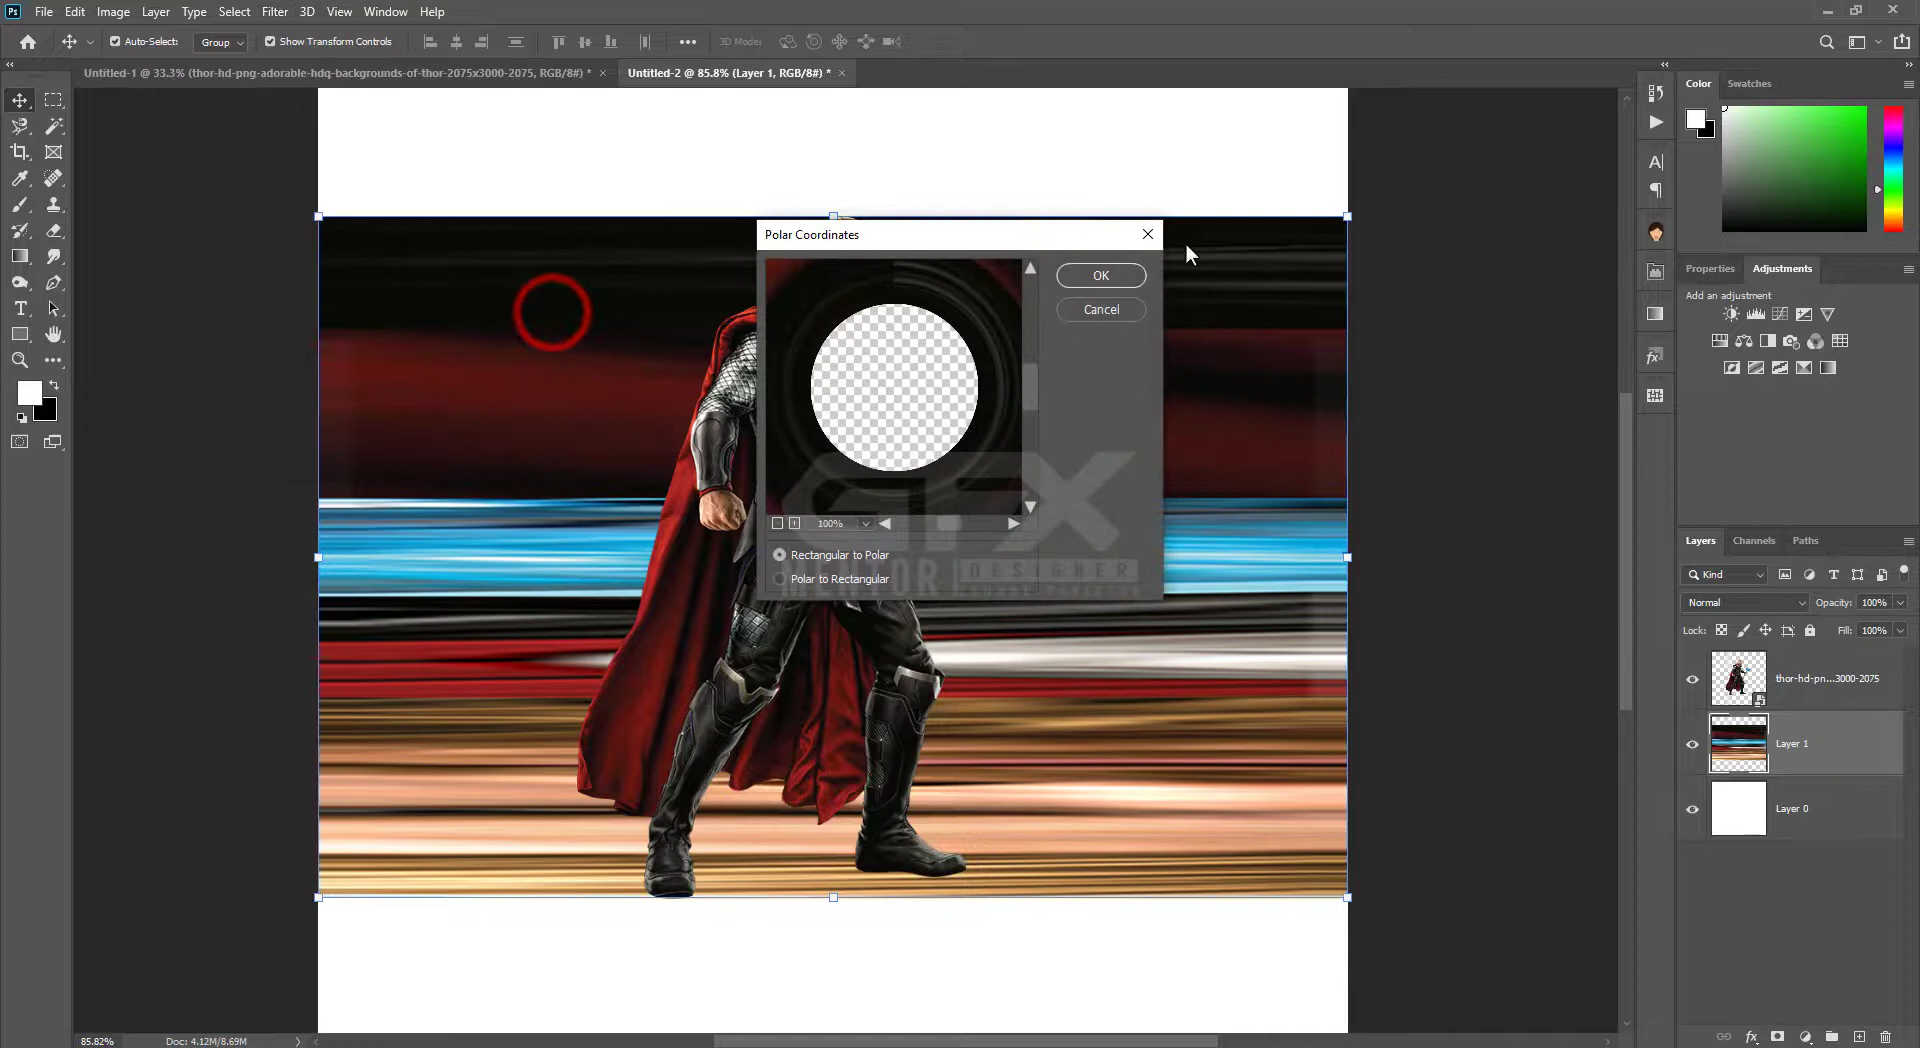 Ps File Edit Image Layer Type Select Filter 3D View Window Help
Auto-Select: Group Show Transform Controls 3D Mode:
Untitled-1 @ 33.3% (thor-hd-png-adorable-hdq-backgrounds-of-thor-2075x3000-2075, RGB/8#) * × Untitled-2 @ 85.8% (Layer 1, RGB/8#) * ×
Color Swatches
Polar Coordinates
OK
Cancel
100%
Rectangular to Polar
Polar to Rectangular
GFX
MENTOR DESIGNER
Properties Adjustments
Add an adjustment
Layers Channels Paths
Kind
Normal Opacity: 100%
Lock: Fill: 100%
thor-hd-pn...3000-2075
Layer 1
Layer 0
85.82% Doc: 4.12M/8.69M